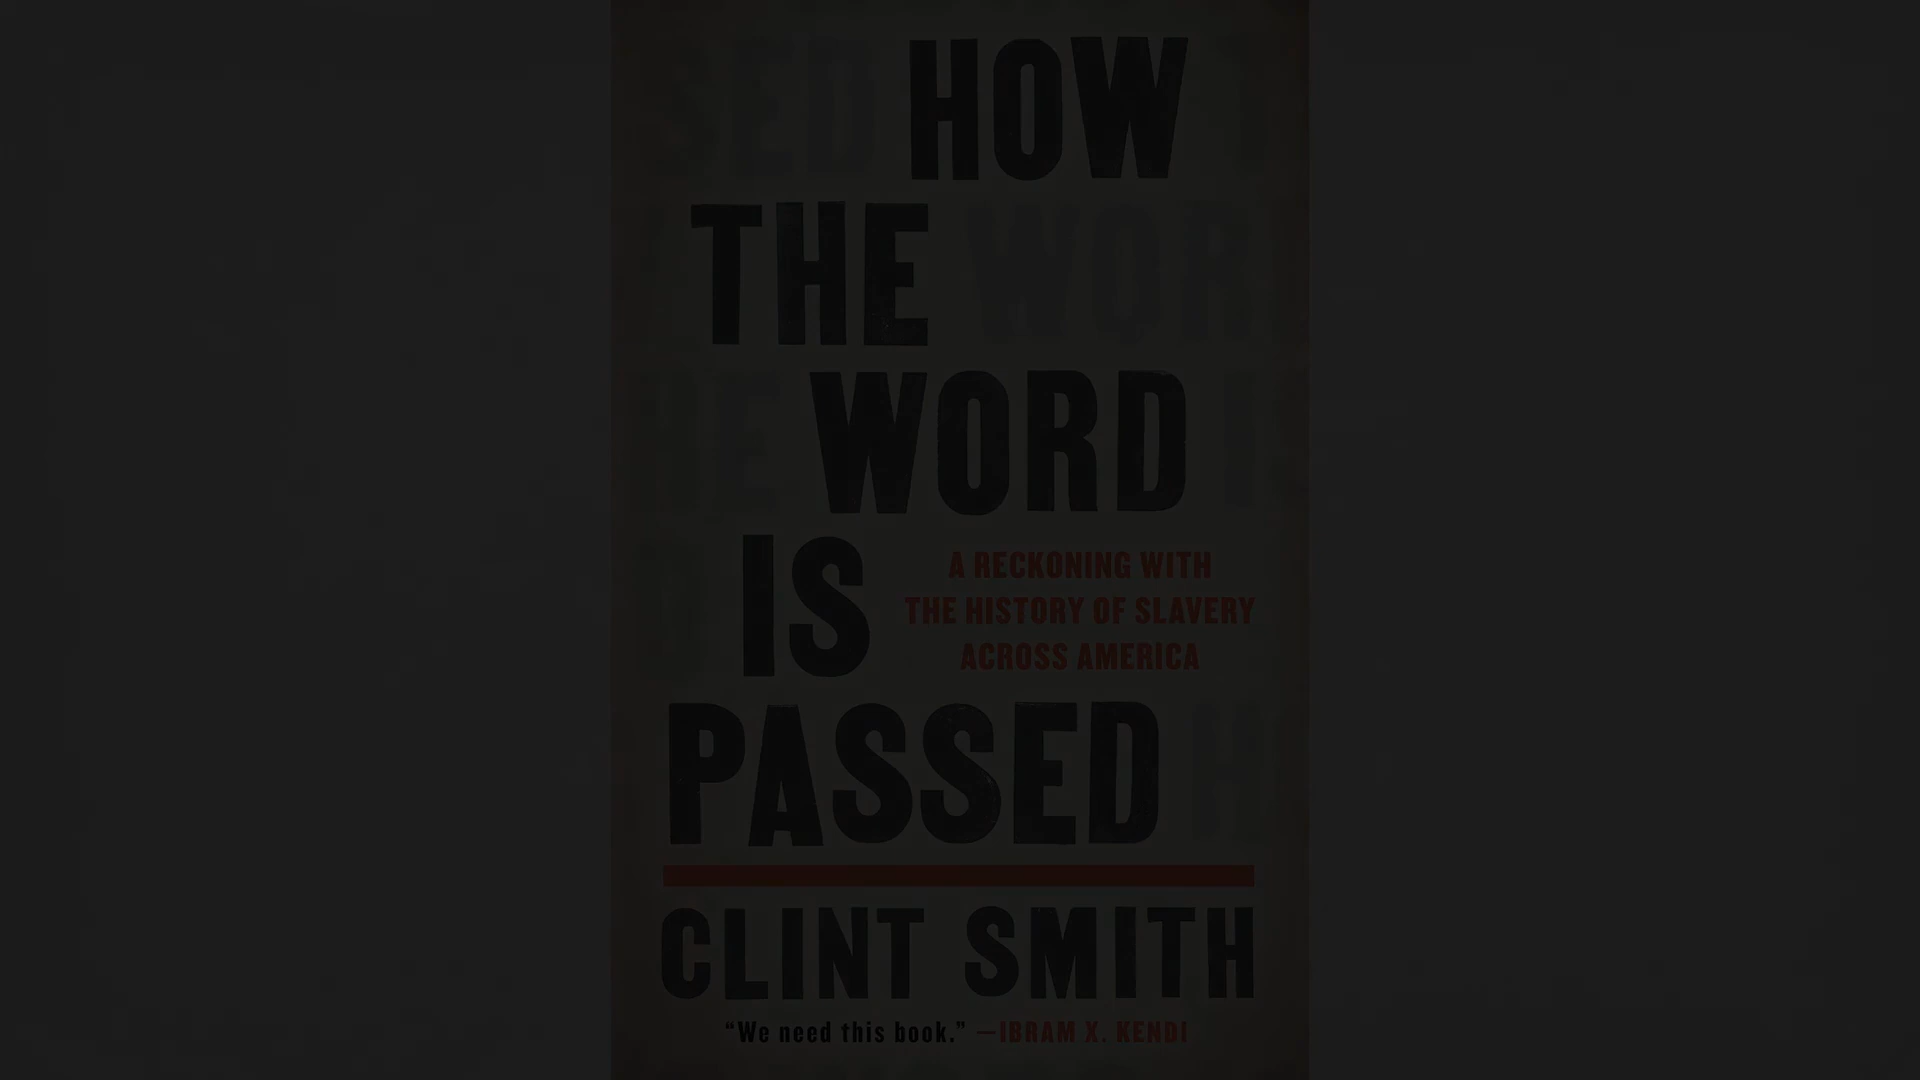 HOW
THE
WORD
IS
A RECKONING WITH
THE HISTORY OF SLAVERY
ACROSS AMERICA
PASSED
CLINT SMITH
“We need this book.” —IBRAM X. KENDI